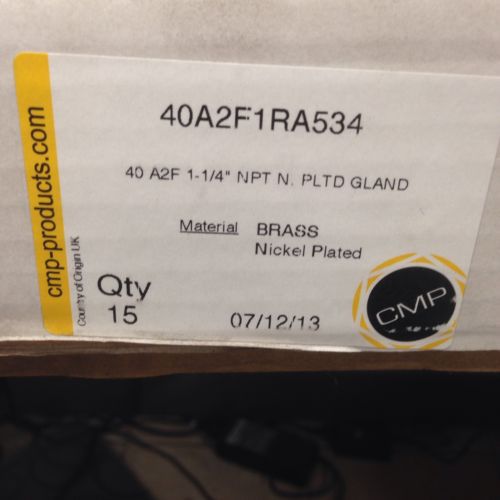 40A2F1RA534
40 A2F 1-1/4" NPT N. PLTD GLAND
Material BRASS
Nickel Plated
cmp-products.com
Country of Origin UK
Qty
15
07/12/13
CMP